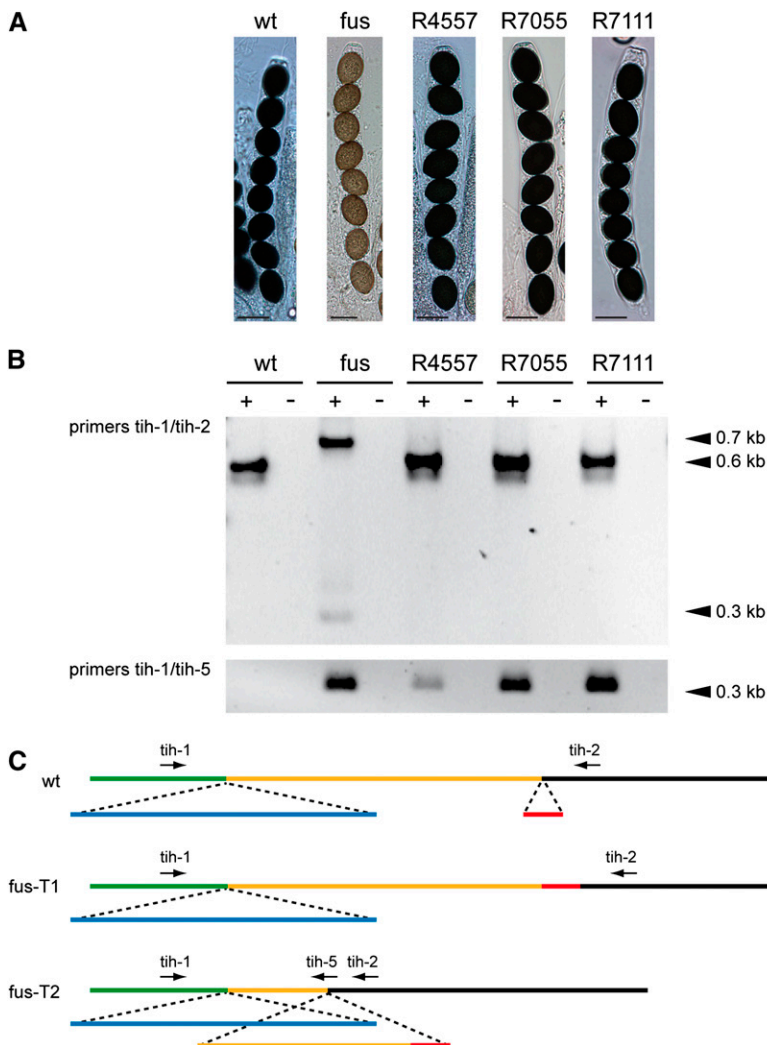 A
wt fus R4557 R7055 R7111
B
wt fus R4557 R7055 R7111
+ - + - + - + - + -
primers tih-1/tih-2
0.7 kb
0.6 kb
0.3 kb
primers tih-1/tih-5
0.3 kb
C
tih-1 tih-2
wt
tih-1 tih-2
fus-T1
tih-1 tih-5 tih-2
fus-T2